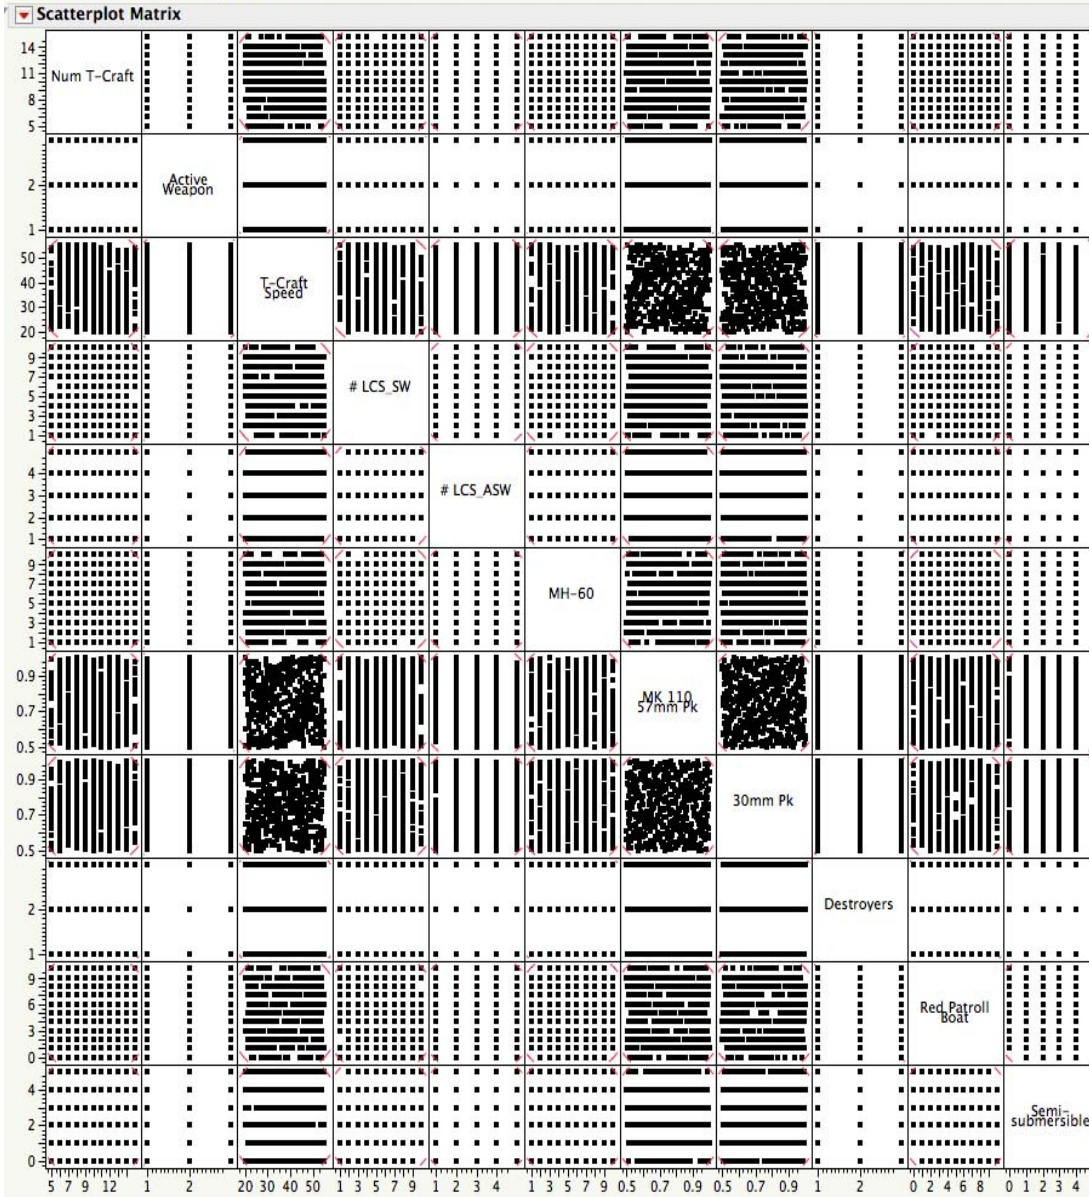 Scatterplot Matrix
14
11
8
5
Num T-Craft
2
1
Active
Weapon
50
40
30
20
T-Craft
Speed
9
7
5
3
1
# LCS_SW
4
3
2
1
# LCS_ASW
9
7
5
3
1
MH-60
0.9
0.7
0.5
MK 110
57mm Pk
0.9
0.7
0.5
30mm Pk
2
1
Destroyers
9
6
3
0
Red Patroll
Boat
4
2
0
Semi-
submersible
5 7 9 12 1 2 20 30 40 50 1 3 5 7 9 1 2 4 1 3 5 7 9 0.5 0.7 0.9 0.5 0.7 0.9 1 2 0 2 4 6 8 0 1 2 3 4